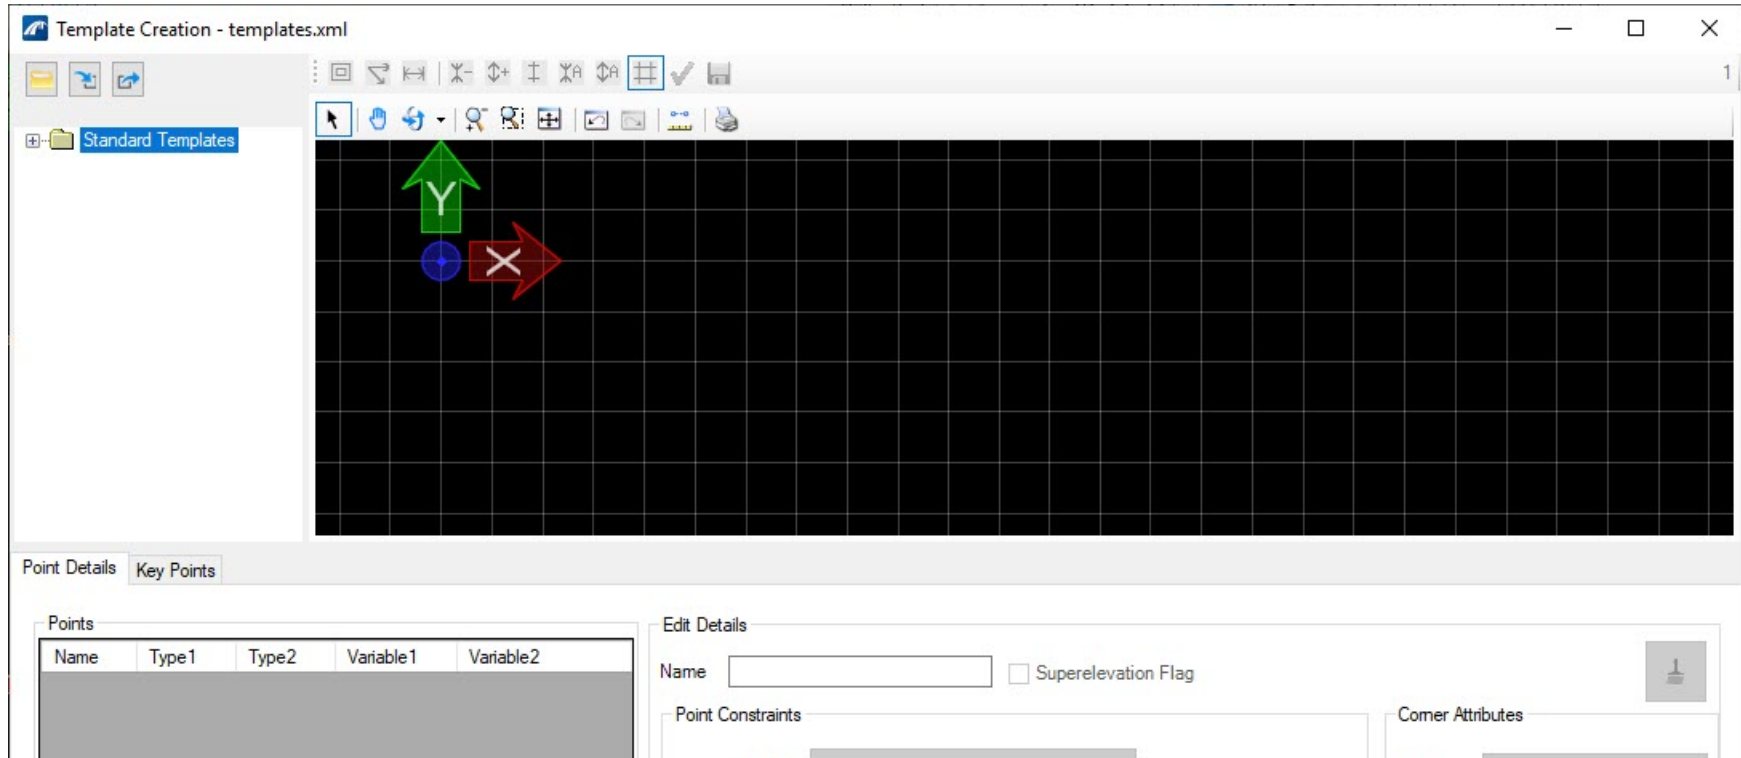 Template Creation - templates.xml
1
Standard Templates
Y
X
Point Details
Key Points
Points
Name Type1 Type2 Variable1 Variable2
Edit Details
Name
Superelevation Flag
Point Constraints
Corner Attributes